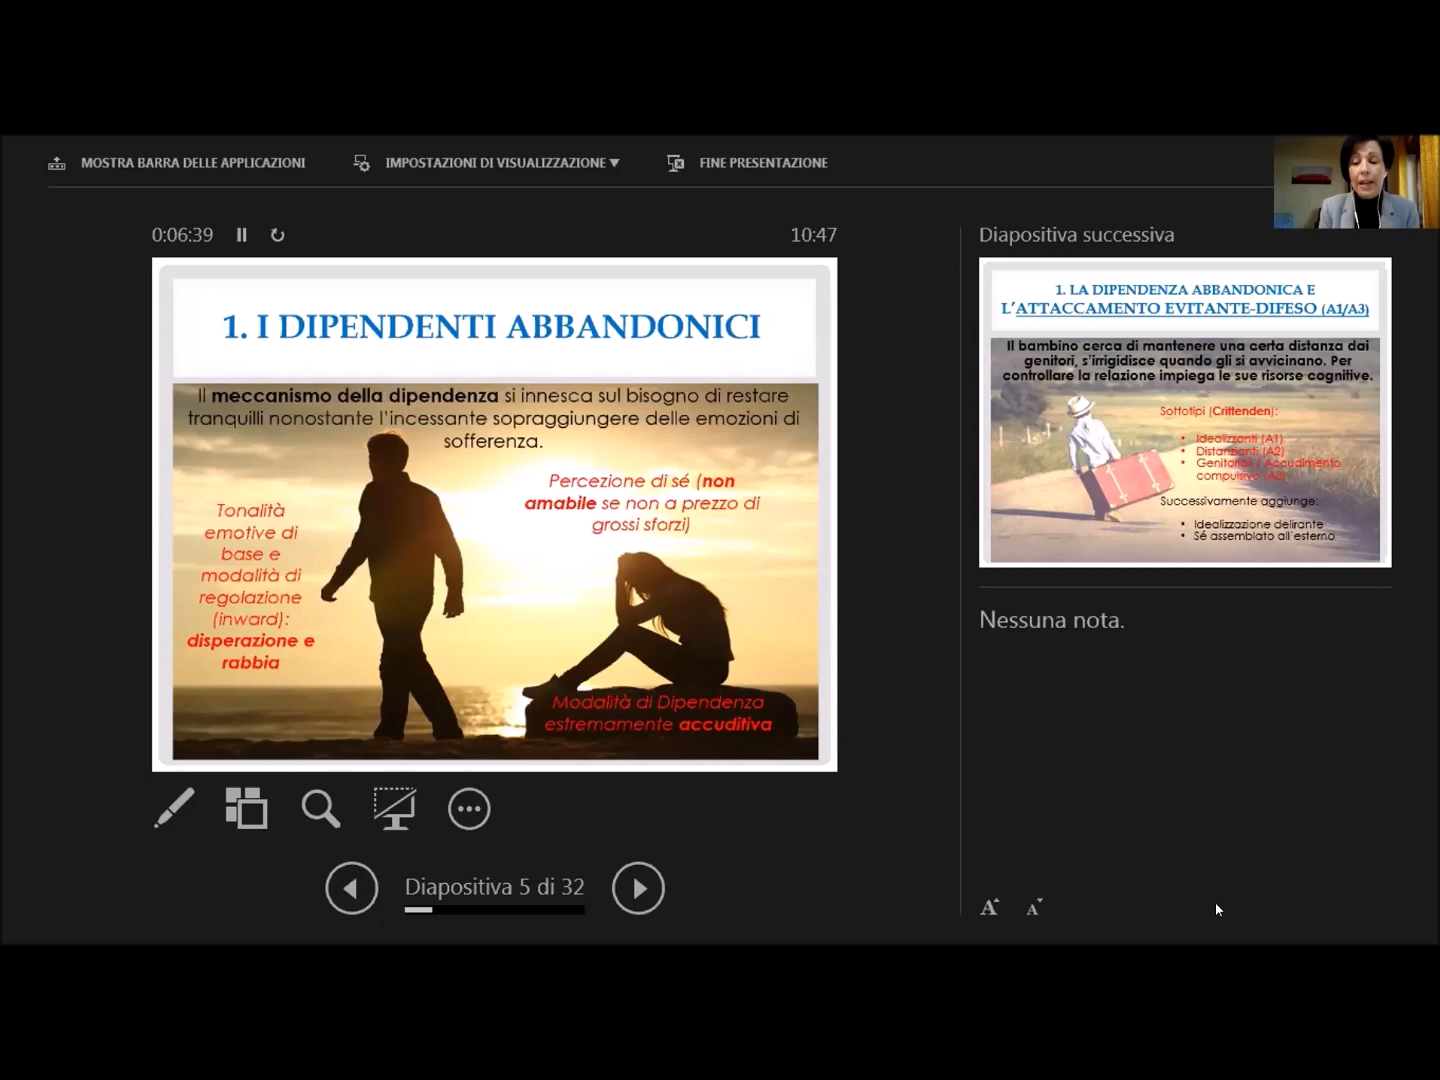 MOSTRA BARRA DELLE APPLICAZIONI
IMPOSTAZIONI DI VISUALIZZAZIONE ▼
FINE PRESENTAZIONE
0:06:39
10:47
1. I DIPENDENTI ABBANDONICI
Il meccanismo della dipendenza si innesca sul bisogno di restare
tranquilli nonostante l'incessante sopraggiungere delle emozioni di
sofferenza.
Percezione di sé (non
amabile se non a prezzo di
grossi sforzi)
Tonalità
emotive di
base e
modalità di
regolazione
(inward):
disperazione e
rabbia
Modalità di Dipendenza
estremamente accuditiva
Diapositiva 5 di 32
Diapositiva successiva
1. LA DIPENDENZA ABBANDONICA E
L'ATTACCAMENTO EVITANTE-DIFESO (A1/A3)
Il bambino cerca di mantenere una certa distanza dai
genitori, s'irrigidisce quando gli si avvicinano. Per
controllare la relazione impiega le sue risorse cognitive.
Sottotipi (Crittenden):
• Idealizzanti (A1)
• Distanzianti (A2)
• Genitoriali / Accudimento
compulsivo (A3)
Successivamente aggiunge:
• Idealizzazione delirante
• Sé assemblato all'esterno
Nessuna nota.
A A